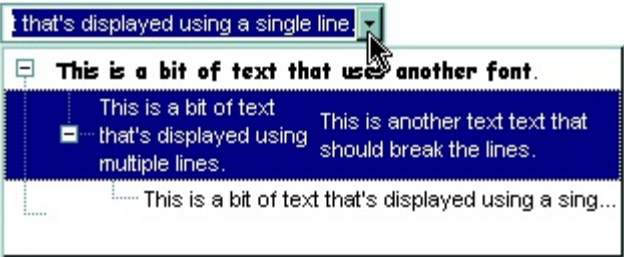 t that's displayed using a single line.
This is a bit of text that uses another font.
This is a bit of text
that's displayed using
multiple lines.
This is another text text that
should break the lines.
This is a bit of text that's displayed using a sing...